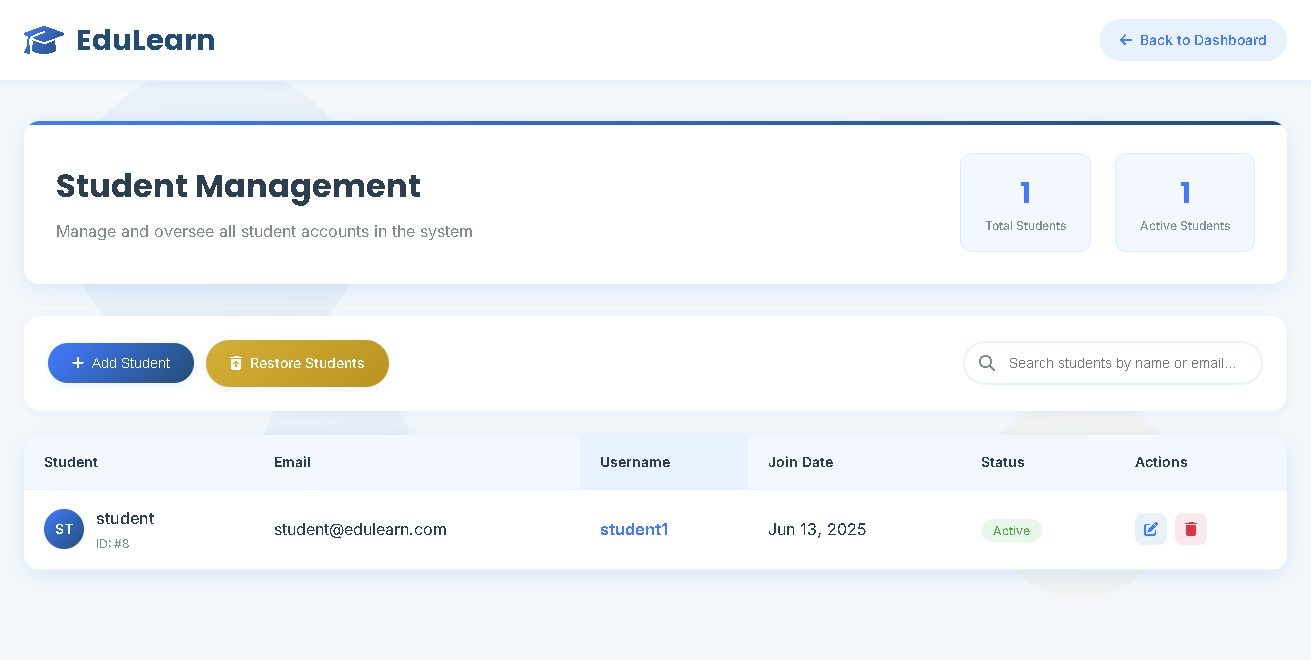 EduLearn
Back to Dashboard
Student Management
Manage and oversee all student accounts in the system
1
Total Students
1
Active Students
Add Student
Restore Students
Search students by name or email...
Student Email Username Join Date Status Actions
ST student student@edulearn.com student1 Jun 13, 2025 Active
ID: #8